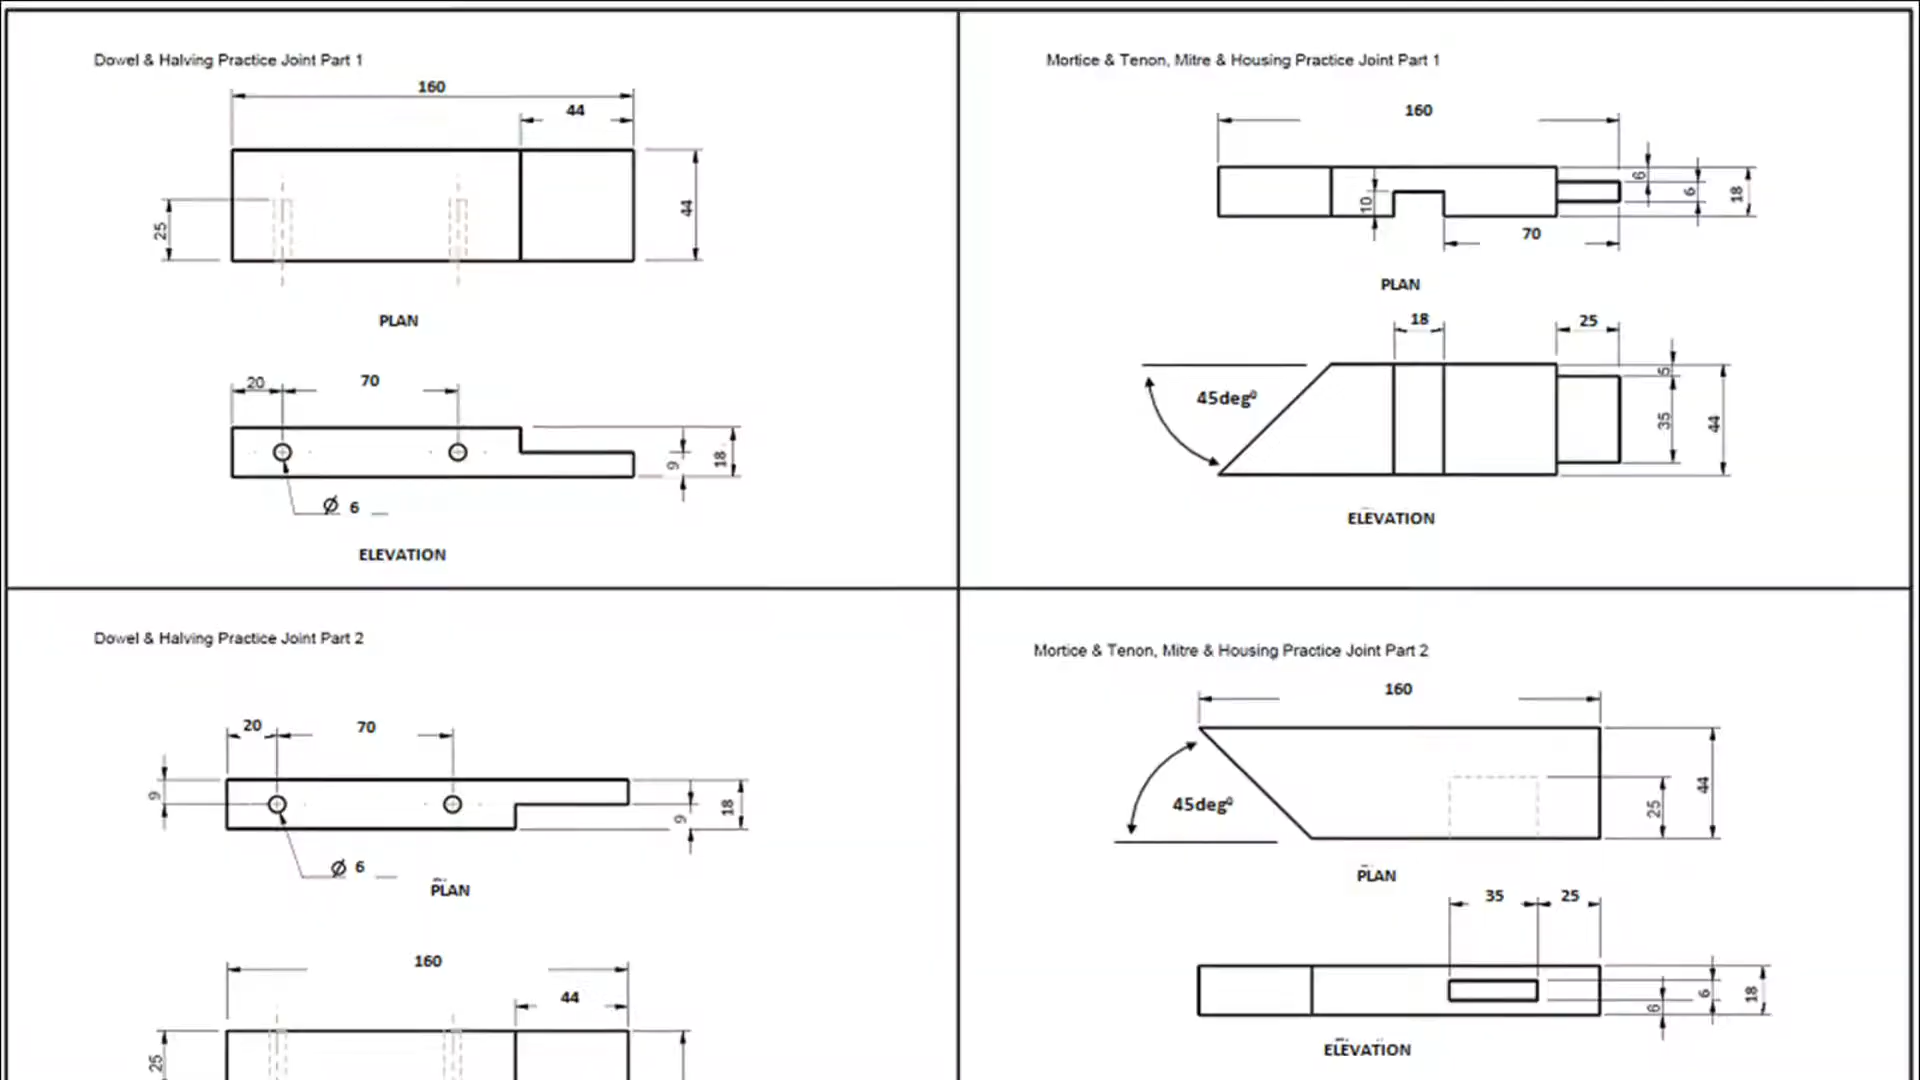 Dowel & Halving Practice Joint Part 1
160
44
25
44
PLAN
20
70
9
18
Ø 6
ELEVATION
Mortice & Tenon, Mitre & Housing Practice Joint Part 1
160
10
6
6
18
70
PLAN
18
25
45deg⁰
5
35
44
ELEVATION
Dowel & Halving Practice Joint Part 2
20
70
9
9
18
Ø 6
PLAN
160
44
25
Mortice & Tenon, Mitre & Housing Practice Joint Part 2
160
45deg⁰
25
44
PLAN
35
25
6
6
18
ELEVATION